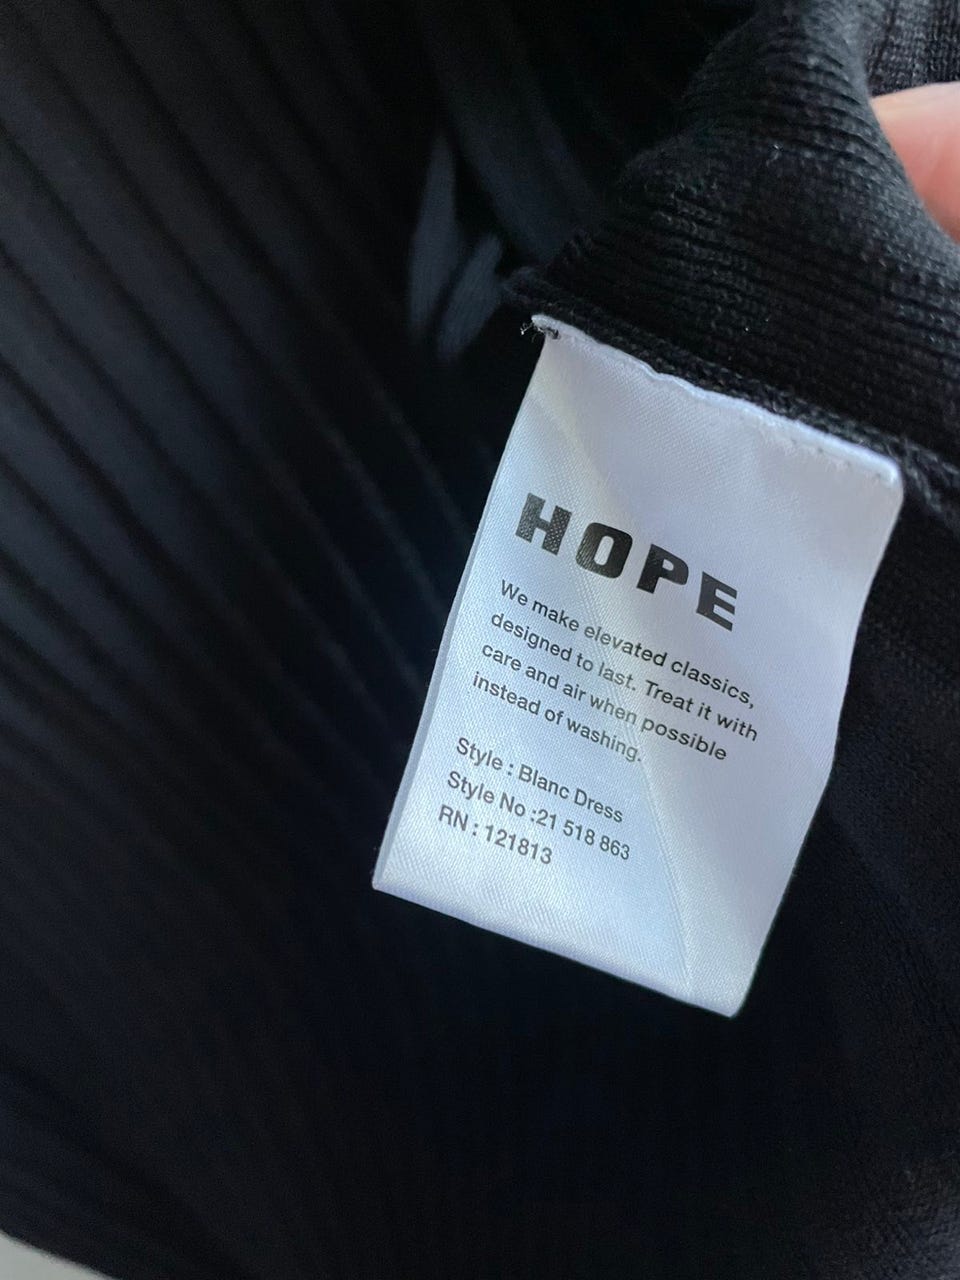 HOPE
We make elevated classics,
designed to last. Treat it with
care and air when possible
instead of washing.
Style : Blanc Dress
Style No :21 518 863
RN : 121813